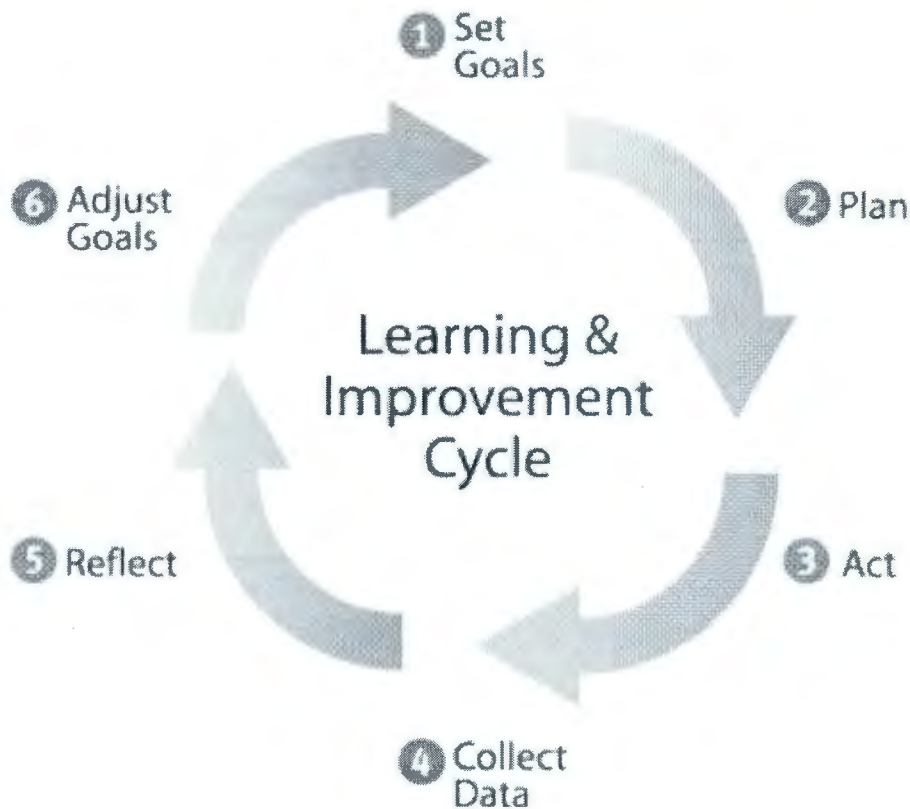 1 Set
Goals
2 Plan
3 Act
4 Collect
Data
5 Reflect
6 Adjust
Goals
Learning &
Improvement
Cycle